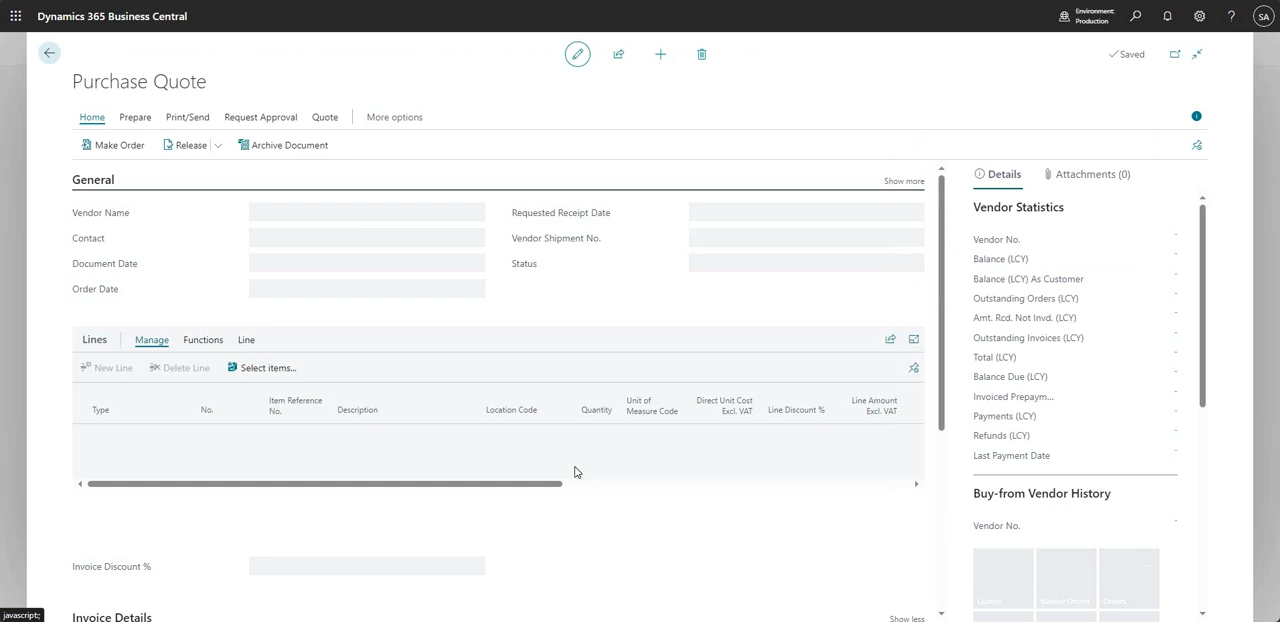 Dynamics 365 Business Central
Environment:
Production
?
SA
Saved
Purchase Quote
Home Prepare Print/Send Request Approval Quote More options
Make Order Release Archive Document
General
Show more
Vendor Name
Contact
Document Date
Order Date
Requested Receipt Date
Vendor Shipment No.
Status
Lines Manage Functions Line
New Line Delete Line Select items...
Type
No.
Item Reference
No.
Description
Location Code
Quantity
Unit of
Measure Code
Direct Unit Cost
Excl. VAT
Line Discount %
Line Amount
Excl. VAT
Invoice Discount %
Invoice Details
Show less
Details Attachments (0)
Vendor Statistics
Vendor No. -
Balance (LCY) -
Balance (LCY) As Customer -
Outstanding Orders (LCY) -
Amt. Rcd. Not Invd. (LCY) -
Outstanding Invoices (LCY) -
Total (LCY) -
Balance Due (LCY) -
Invoiced Prepaym... -
Payments (LCY) -
Refunds (LCY) -
Last Payment Date -
Buy-from Vendor History
Vendor No. -
Quotes Blanket Orders Orders
javascript:;